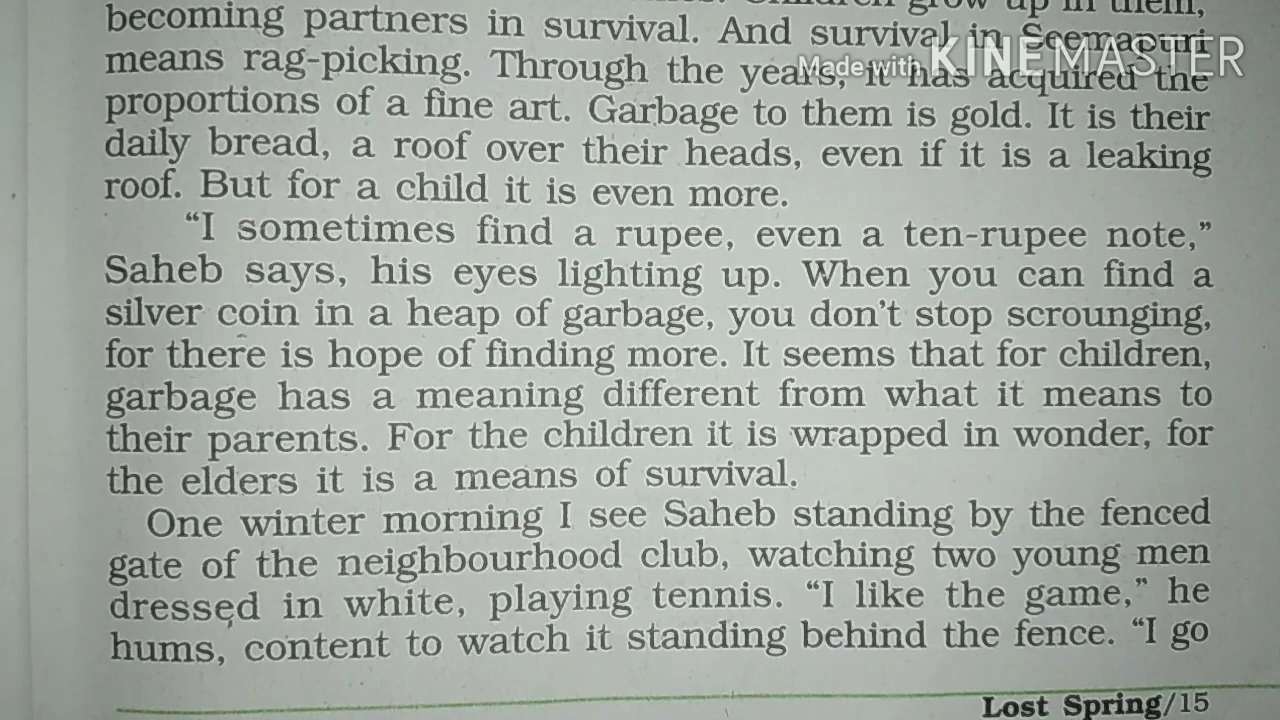 becoming partners in survival. And survival in Seemapuri
means rag-picking. Through the years, it has acquired the
proportions of a fine art. Garbage to them is gold. It is their
daily bread, a roof over their heads, even if it is a leaking
roof. But for a child it is even more.
“I sometimes find a rupee, even a ten-rupee note,”
Saheb says, his eyes lighting up. When you can find a
silver coin in a heap of garbage, you don’t stop scrounging,
for there is hope of finding more. It seems that for children,
garbage has a meaning different from what it means to
their parents. For the children it is wrapped in wonder, for
the elders it is a means of survival.
One winter morning I see Saheb standing by the fenced
gate of the neighbourhood club, watching two young men
dressed in white, playing tennis. “I like the game,” he
hums, content to watch it standing behind the fence. “I go
Lost Spring/15
Made with KINEMASTER